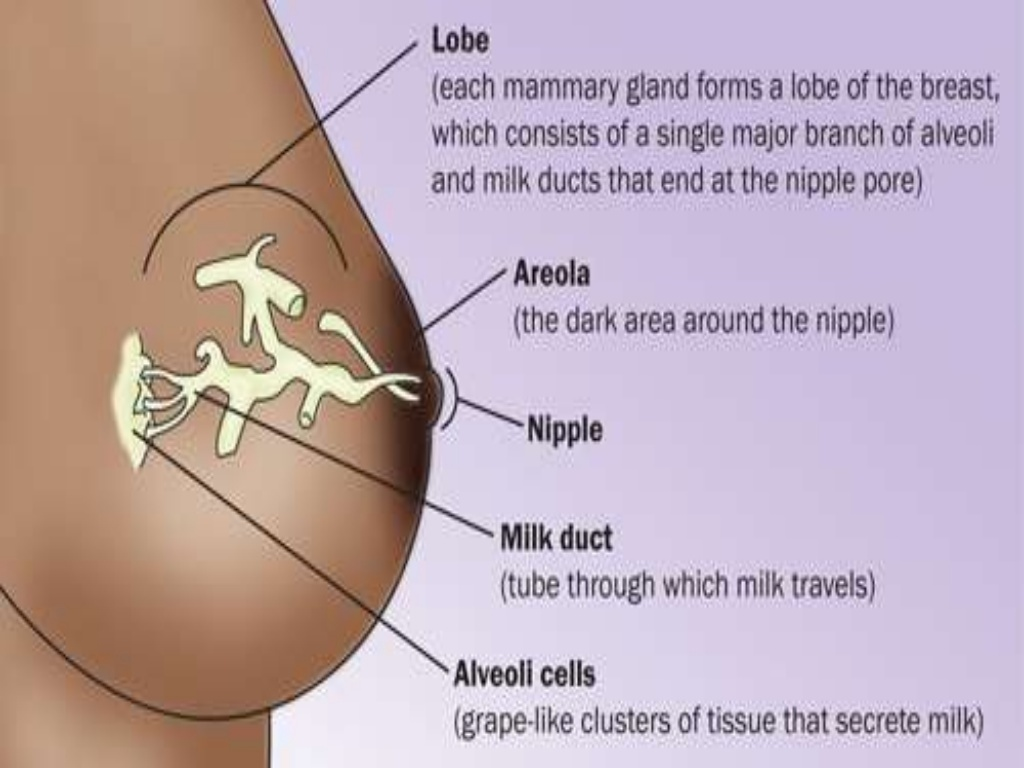 Lobe
(each mammary gland forms a lobe of the breast,
which consists of a single major branch of alveoli
and milk ducts that end at the nipple pore)
Areola
(the dark area around the nipple)
Nipple
Milk duct
(tube through which milk travels)
Alveoli cells
(grape-like clusters of tissue that secrete milk)